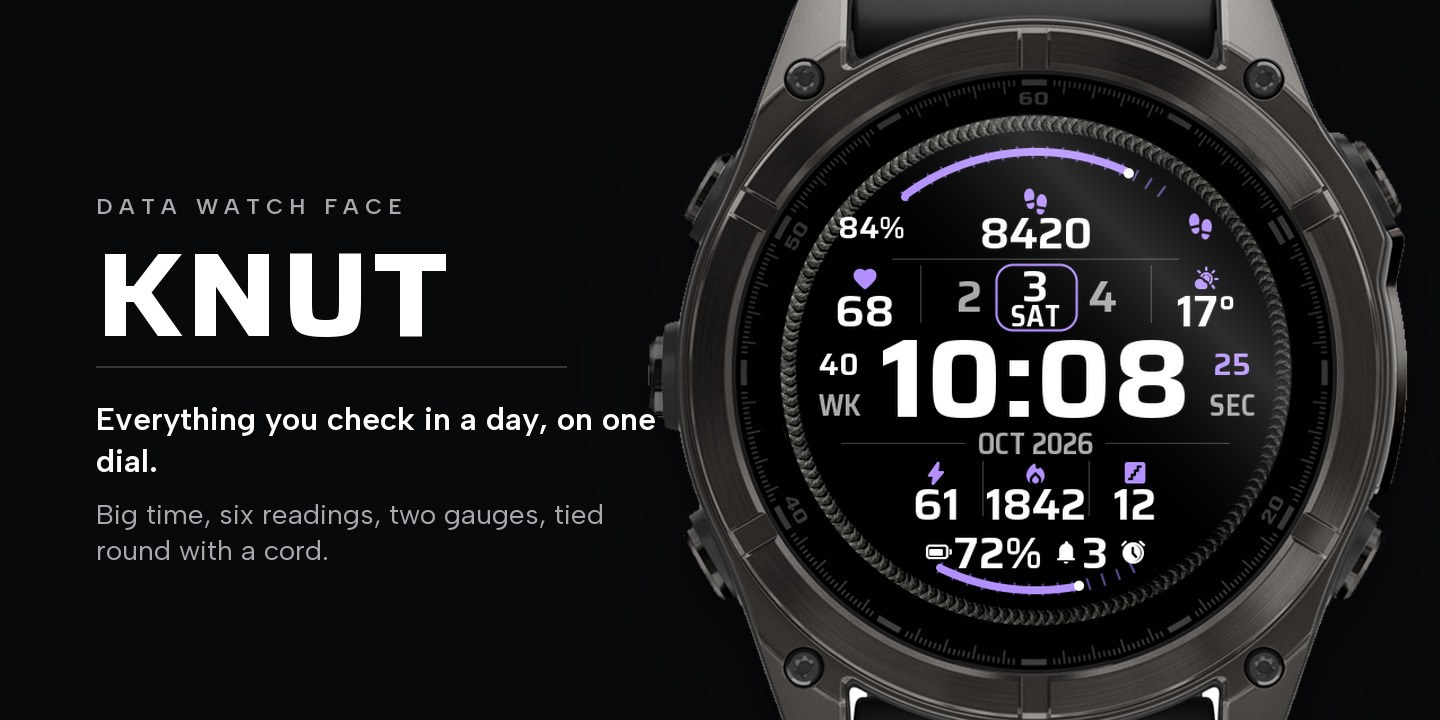 DATA WATCH FACE
KNUT
Everything you check in a day, on one
dial.
Big time, six readings, two gauges, tied
round with a cord.
60
50
84%
8420
68
2
3
SAT
4
17°
40
WK
10:08
25
SEC
OCT 2026
61
1842
12
40
20
72%
3